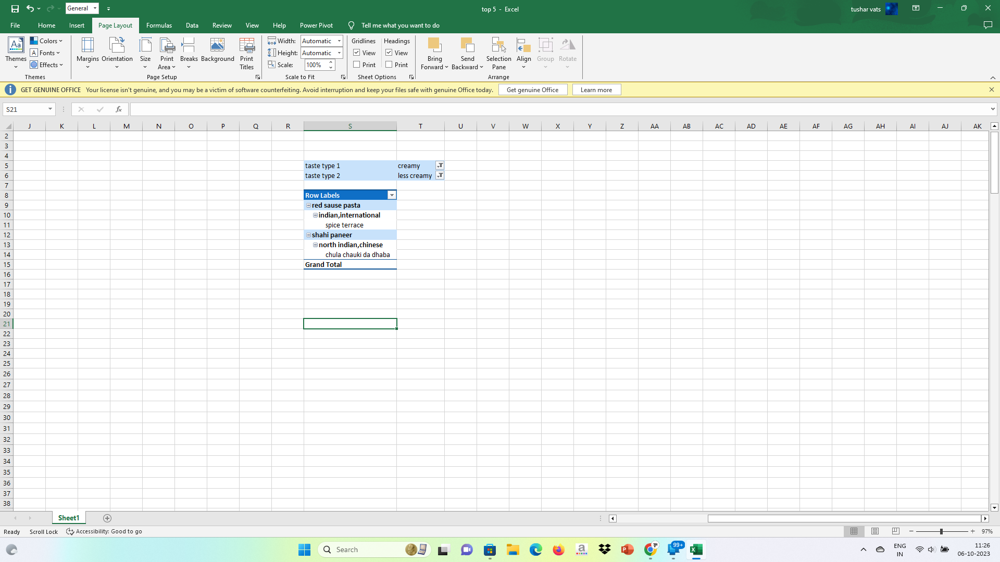 General
top 5 - Excel
tushar vats
File Home Insert Page Layout Formulas Data Review View Help Power Pivot Tell me what you want to do
Aa
Themes
Colors
Fonts
Effects
Themes
Margins
Orientation
Size
Print Area
Breaks
Background
Print Titles
Page Setup
Width: Automatic
Height: Automatic
Scale: 100%
Scale to Fit
Gridlines
View
Print
Headings
View
Print
Sheet Options
Bring Forward
Send Backward
Selection Pane
Align
Group
Rotate
Arrange
GET GENUINE OFFICE Your license isn't genuine, and you may be a victim of software counterfeiting. Avoid interruption and keep your files safe with genuine Office today. Get genuine Office Learn more
S21 fx
J K L M N O P Q R S T U V W X Y Z AA AB AC AD AE AF AG AH AI AJ AK
2
3
4
5 taste type 1 creamy
6 taste type 2 less creamy
7
8 Row Labels
9 red sause pasta
10 indian,international
11 spice terrace
12 shahi paneer
13 north indian,chinese
14 chula chauki da dhaba
15 Grand Total
16
17
18
19
20
21
22
23
24
25
26
27
28
29
30
31
32
33
34
35
36
37
38
Sheet1
Ready Scroll Lock Accessibility: Good to go 97%
Search 99+ ENG IN 11:26 06-10-2023